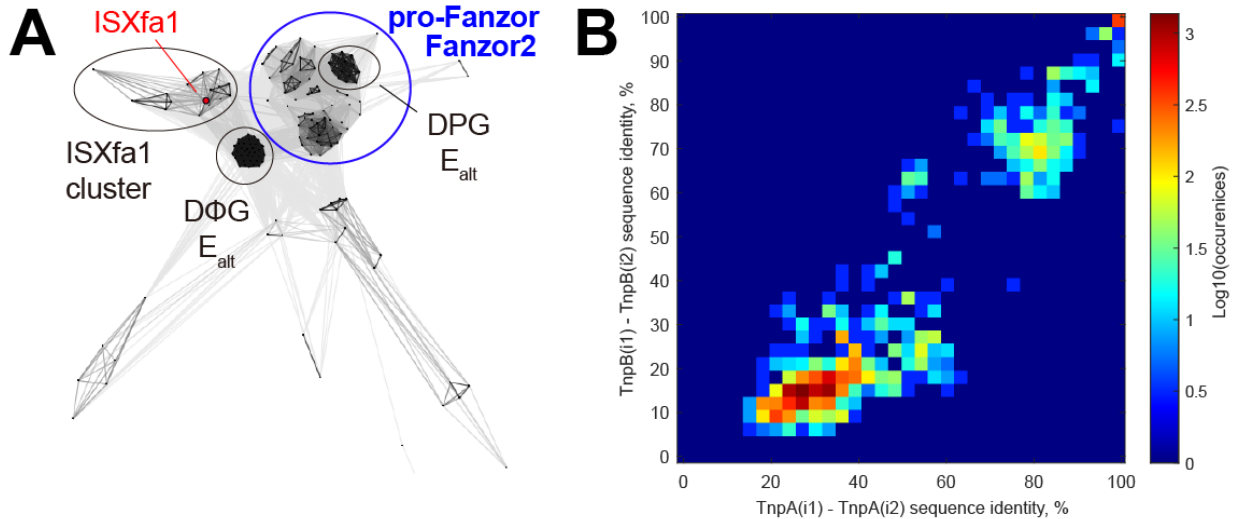 A
ISXfa1
pro-Fanzor
Fanzor2
ISXfa1
cluster
DΦG
E_alt
DPG
E_alt
B
TnpB(i1) - TnpB(i2) sequence identity, %
100
90
80
70
60
50
40
30
20
10
0
0
20
40
60
80
100
TnpA(i1) - TnpA(i2) sequence identity, %
3
2.5
2
1.5
1
0.5
0
Log10(occurenices)